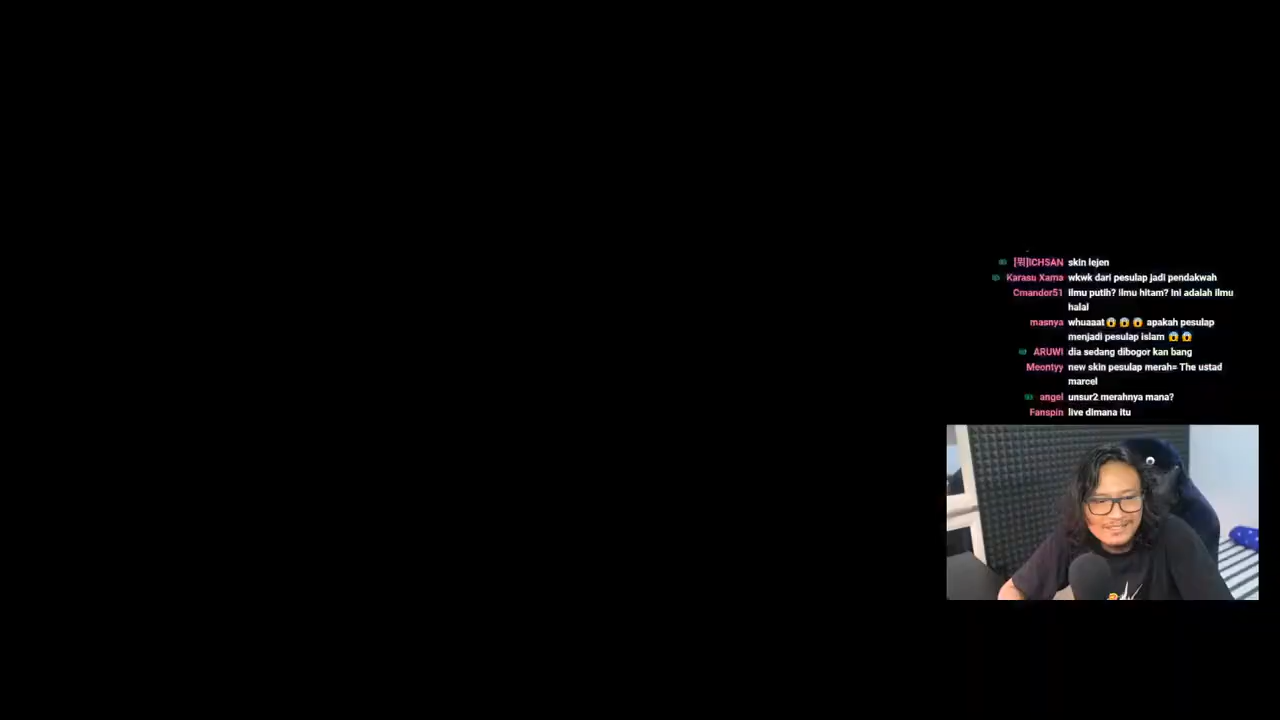 [뮈]ICHSAN skin lejen
Karasu Xama wkwk dari pesulap jadi pendakwah
Cmander51 ilmu putih? ilmu hitam? ini adalah ilmu
halal
masnya whuaaat😱😱😱 apakah pesulap
menjadi pesulap islam 😱😱
ARUWI dia sedang dibogor kan bang
Meontyy new skin pesulap merah= The ustad
marcel
angel unsur2 merahnya mana?
Fanspin live dimana itu